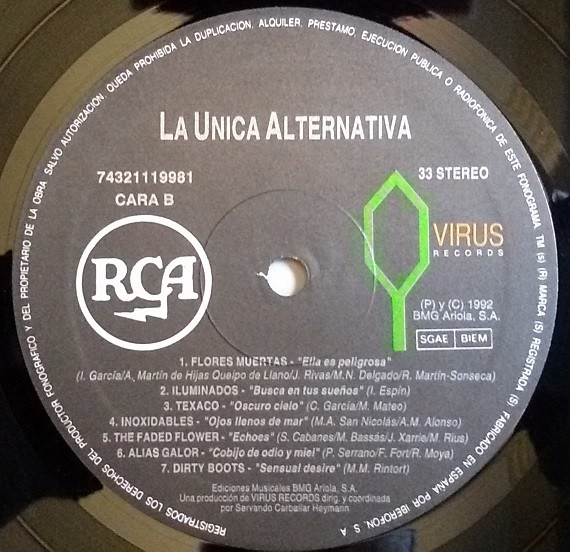 QUEDA PROHIBIDA LA DUPLICACION, ALQUILER, PRESTAMO, EJECUCION PUBLICA O RADIOFONICA DE ESTE FONOGRAMA TM (s) (R) MARCA (S) REGISTRADA (S) FABRICADO EN ESPAÑA POR IBEROFON, S A
REGISTRADOS LOS DERECHOS DEL PRODUCTOR FONOGRAFICO Y DEL PROPIETARIO DE LA OBRA SALVO AUTORIZACION
LA UNICA ALTERNATIVA
74321119981
CARA B
33 STEREO
RCA
VIRUS
RECORDS
(P) y (C) 1992
BMG Ariola, S.A.
SGAE BIEM
1. FLORES MUERTAS - "Ella es peligrosa"
(I. García/A. Martín de Hijas Queipo de Llano/J. Rivas/M.N. Delgado/R. Martín-Sonseca)
2. ILUMINADOS - "Busca en tus sueños" (I. Espín)
3. TEXACO - "Oscuro cielo" (C. García/M. Mateo)
4. INOXIDABLES - "Ojos llenos de mar" (M.A. San Nicolás/A.M. Alonso)
5. THE FADED FLOWER - "Echoes" (S. Cabanes/M. Bassás/J. Xarrie/M. Rius)
6. ALIAS GALOR - "Cobijo de odio y miel" (P. Serrano/F. Fort/R. Moya)
7. DIRTY BOOTS - "Sensual desire" (M.M. Rintort)
Ediciones Musicales BMG Ariola, S.A.
Una producción de VIRUS RECORDS dirig. y coordinada
por Servando Carballar Heymann